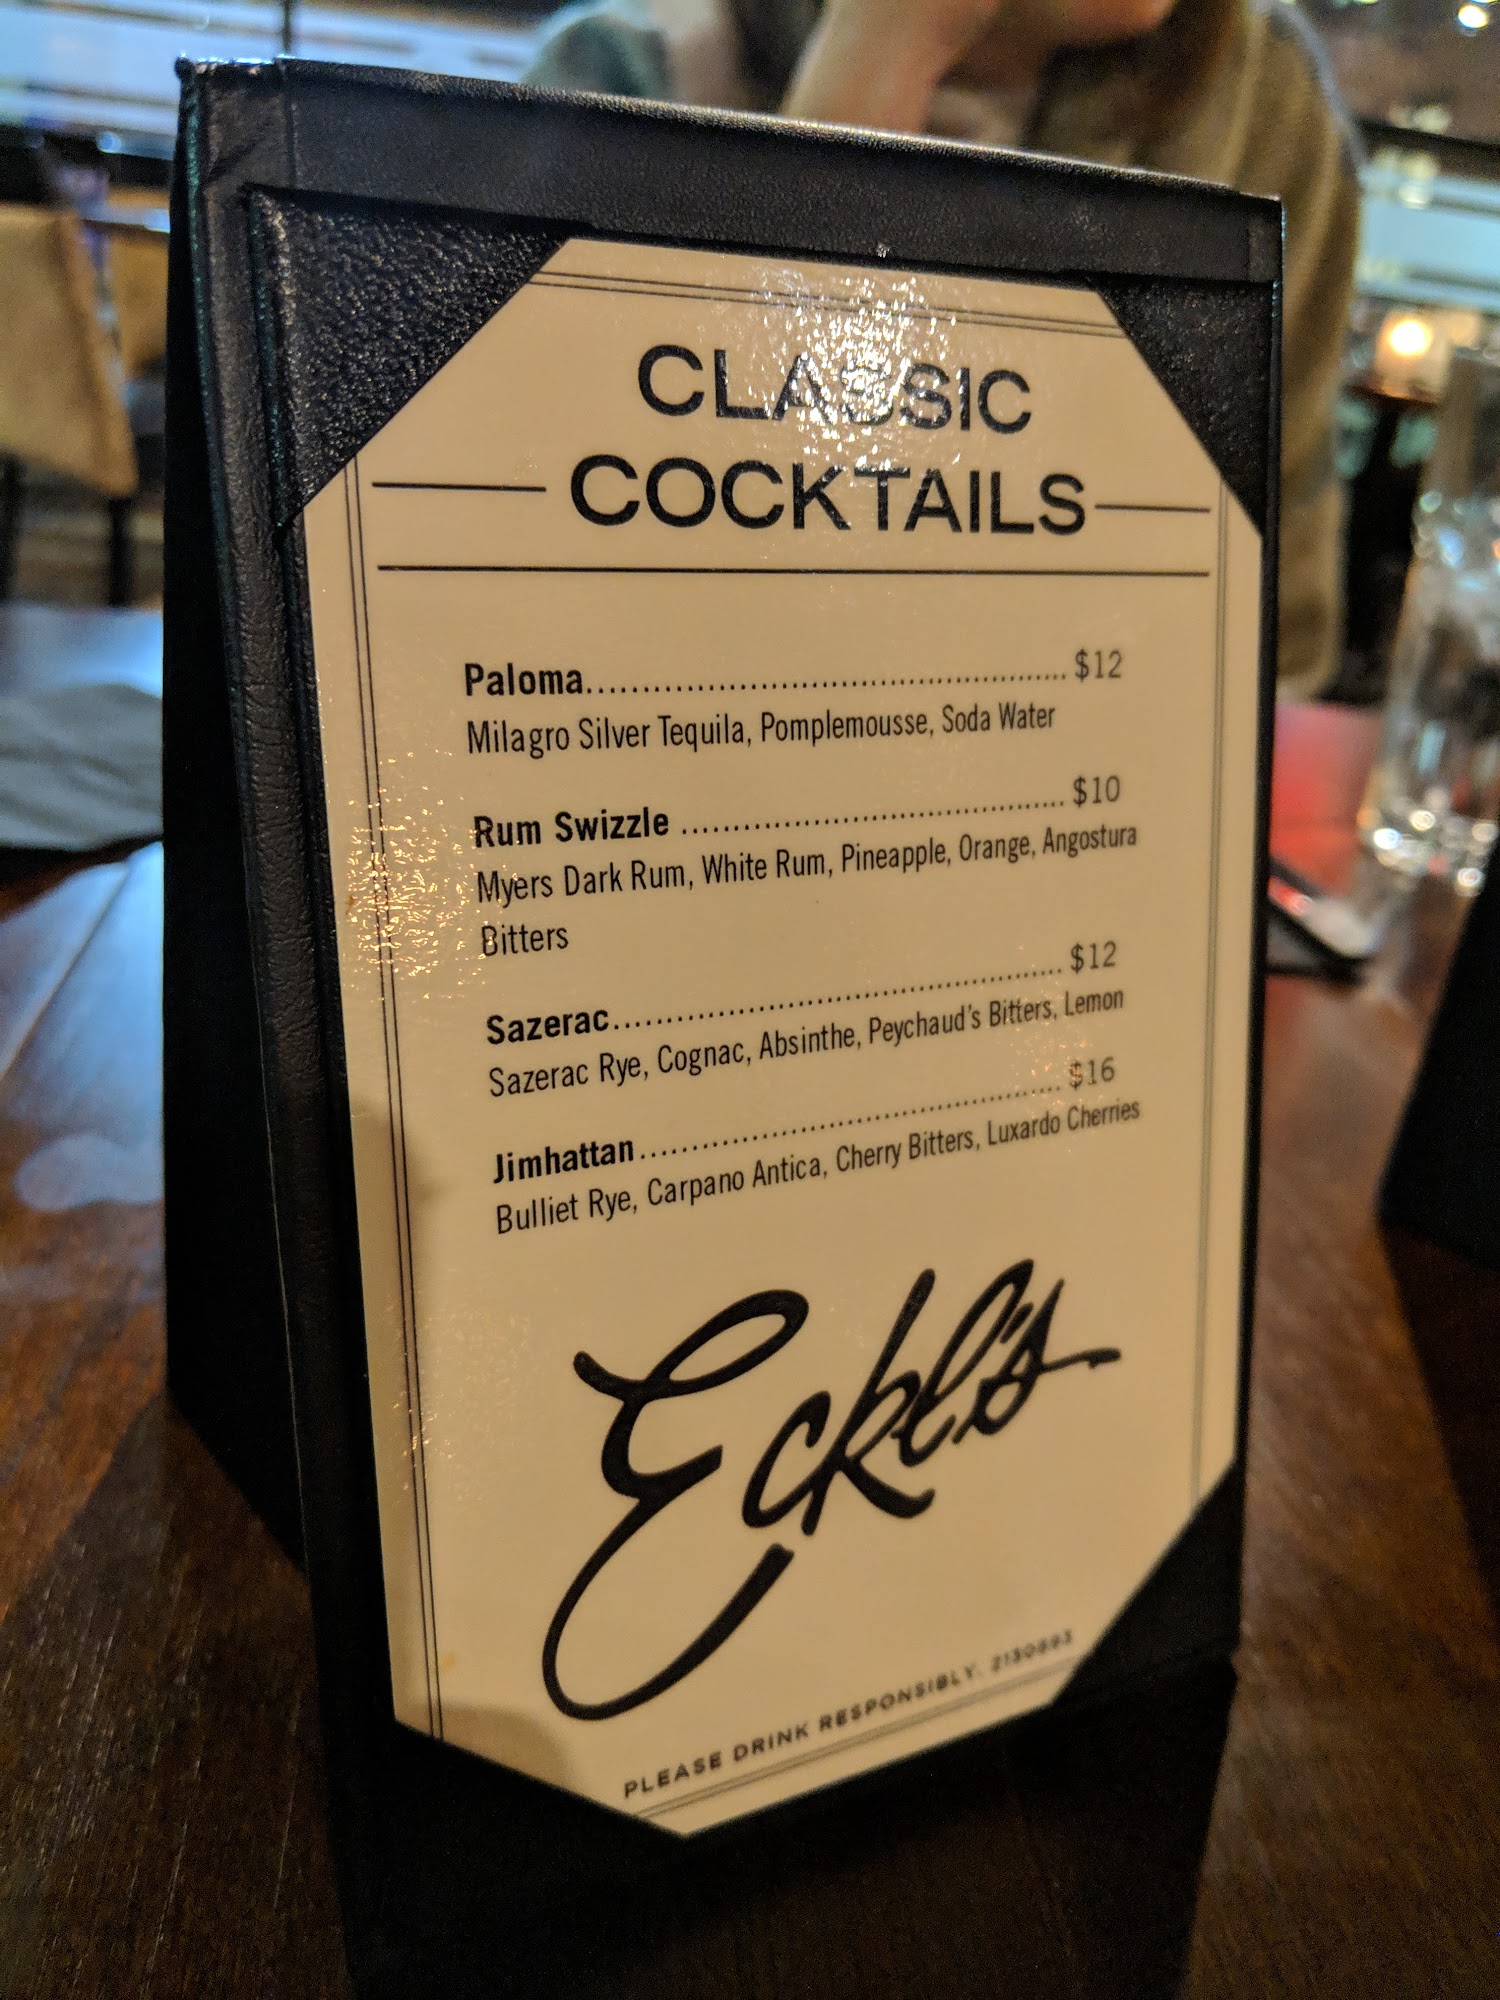 CLASSIC
COCKTAILS
Paloma.................................................. $12
Milagro Silver Tequila, Pomplemousse, Soda Water
Rum Swizzle ........................................ $10
Myers Dark Rum, White Rum, Pineapple, Orange, Angostura
Bitters
Sazerac............................................... $12
Sazerac Rye, Cognac, Absinthe, Peychaud's Bitters, Lemon
Jimhattan............................................ $16
Bulliet Rye, Carpano Antica, Cherry Bitters, Luxardo Cherries
Eckl's
PLEASE DRINK RESPONSIBLY.